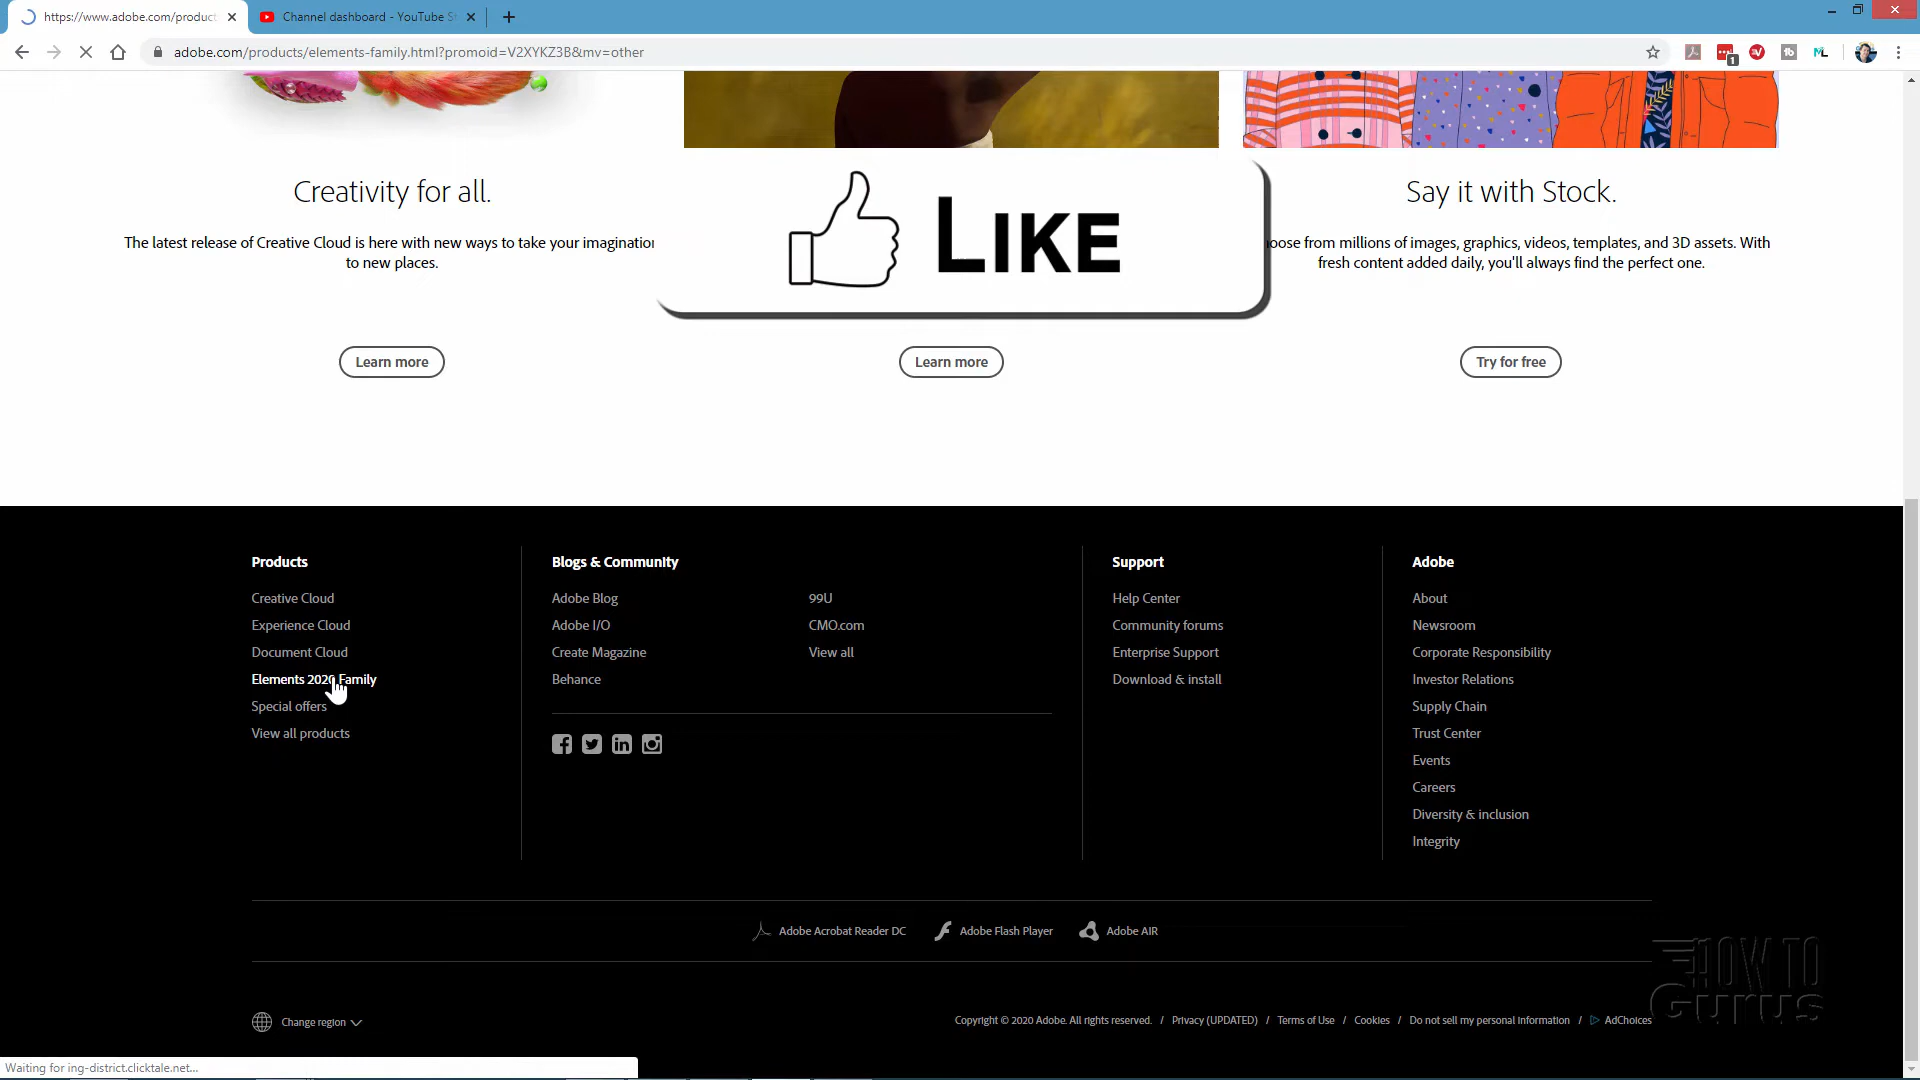 https://www.adobe.com/product
Channel dashboard - YouTube S
adobe.com/products/elements-family.html?promoid=V2XYKZ3B&mv=other
1
Creativity for all.
The latest release of Creative Cloud is here with new ways to take your imagination
to new places.
Learn more
LIKE
Learn more
Say it with Stock.
oose from millions of images, graphics, videos, templates, and 3D assets. With
fresh content added daily, you'll always find the perfect one.
Try for free
Products
Creative Cloud
Experience Cloud
Document Cloud
Elements 2020 Family
Special offers
View all products
Blogs & Community
Adobe Blog
Adobe I/O
Create Magazine
Behance
99U
CMO.com
View all
Support
Help Center
Community forums
Enterprise Support
Download & install
Adobe
About
Newsroom
Corporate Responsibility
Investor Relations
Supply Chain
Trust Center
Events
Careers
Diversity & inclusion
Integrity
Adobe Acrobat Reader DC
Adobe Flash Player
Adobe AIR
HOW TO
GURUS
Change region
Copyright © 2020 Adobe. All rights reserved. / Privacy (UPDATED) / Terms of Use / Cookies / Do not sell my personal information / AdChoices
Waiting for ing-district.clicktale.net...